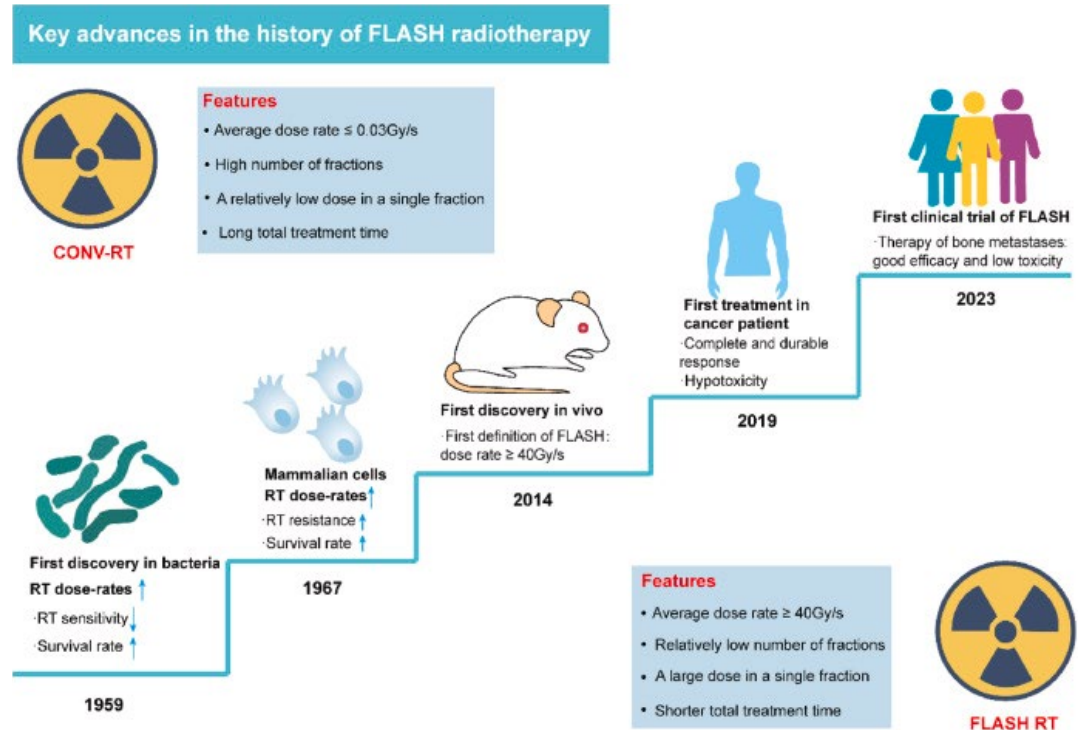 Key advances in the history of FLASH radiotherapy
Features
• Average dose rate ≤ 0.03Gy/s
• High number of fractions
• A relatively low dose in a single fraction
• Long total treatment time
CONV-RT
First discovery in bacteria
RT dose-rates ↑
·RT sensitivity↓
·Survival rate ↑
1959
Mammalian cells
RT dose-rates↑
·RT resistance ↑
·Survival rate ↑
1967
First discovery in vivo
·First definition of FLASH:
dose rate ≥ 40Gy/s
2014
First treatment in
cancer patient
·Complete and durable
response
·Hypotoxicity
2019
First clinical trial of FLASH
·Therapy of bone metastases:
good efficacy and low toxicity
2023
Features
• Average dose rate ≥ 40Gy/s
• Relatively low number of fractions
• A large dose in a single fraction
• Shorter total treatment time
FLASH RT